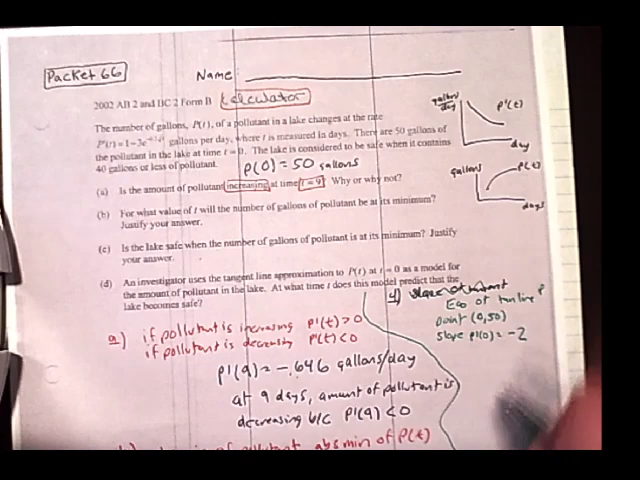 Packet 66
Name
2002 AB 2 and BC 2 Form B Calculator
The number of gallons, P(t), of a pollutant in a lake changes at the rate
P'(t) = 1 − 3e gallons per day, where t is measured in days. There are 50 gallons of
the pollutant in the lake at time t = 0. The lake is considered to be safe when it contains
40 gallons or less of pollutant.
P(0) = 50 gallons
(a) Is the amount of pollutant increasing at time t = 9? Why or why not?
(b) For what value of t will the number of gallons of pollutant be at its minimum?
Justify your answer.
(c) Is the lake safe when the number of gallons of pollutant is at its minimum? Justify
your answer.
(d) An investigator uses the tangent line approximation to P(t) at t = 0 as a model for
the amount of pollutant in the lake. At what time t does this model predict that the
lake becomes safe?
gallons
day
P'(t)
day
gallons
P(t)
days
slope of
of tan line
point (0,50)
slope P'(0) = -2
a) if pollutant is increasing P'(t) > 0
if pollutant is decreasing P'(t) < 0
P'(9) = -.646 gallons/day
at 9 days, amount of pollutant is
decreasing b/c P'(9) < 0
of pollutant abs min of P(t)